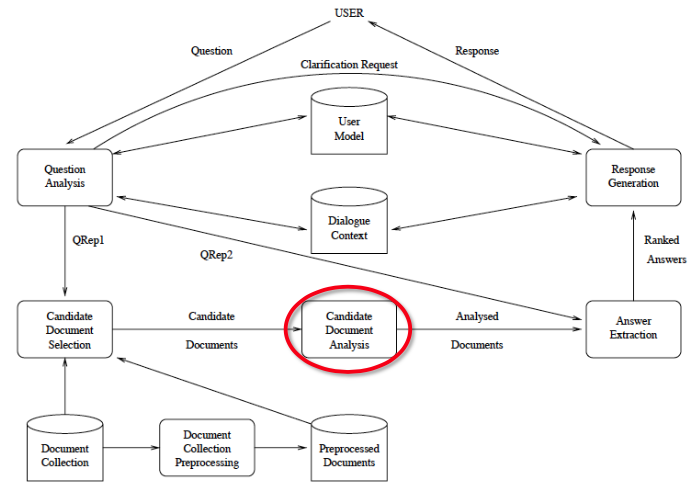 USER
Question
Response
Clarification Request
User
Model
Question
Analysis
Response
Generation
Dialogue
Context
QRep1
QRep2
Ranked
Answers
Candidate
Document
Selection
Candidate
Documents
Candidate
Document
Analysis
Analysed
Documents
Answer
Extraction
Document
Collection
Document
Collection
Preprocessing
Preprocessed
Documents